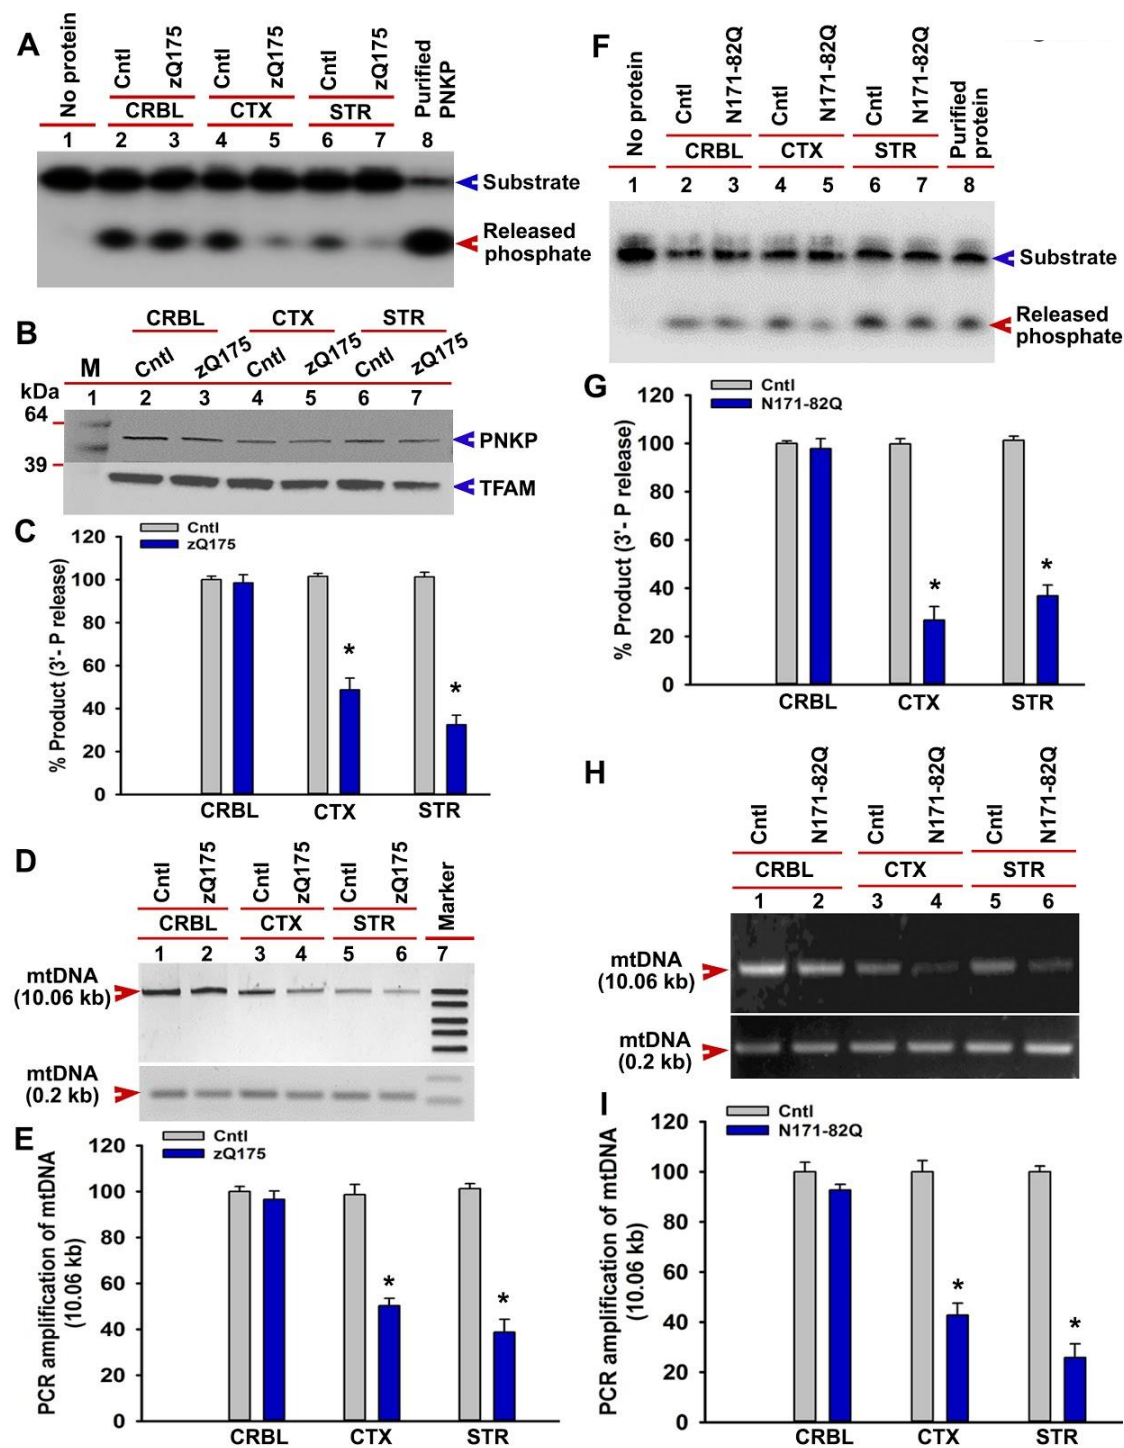 A
No protein
Cntl
zQ175
Cntl
zQ175
Cntl
zQ175
Purified
PNKP
CRBL
CTX
STR
1 2 3 4 5 6 7 8
Substrate
Released
phosphate
B
CRBL
CTX
STR
M
Cntl
zQ175
Cntl
zQ175
Cntl
zQ175
kDa
1 2 3 4 5 6 7
64
PNKP
39
TFAM
C
Cntl
zQ175
% Product (3'- P release)
120
100
80
60
40
20
0
*
*
CRBL
CTX
STR
D
Cntl
zQ175
Cntl
zQ175
Cntl
zQ175
Marker
CRBL
CTX
STR
1 2 3 4 5 6 7
mtDNA
(10.06 kb)
mtDNA
(0.2 kb)
E
Cntl
zQ175
PCR amplification of mtDNA
(10.06 kb)
120
100
80
60
40
20
0
*
*
CRBL
CTX
STR
F
No protein
Cntl
N171-82Q
Cntl
N171-82Q
Cntl
N171-82Q
Purified
protein
CRBL
CTX
STR
1 2 3 4 5 6 7 8
Substrate
Released
phosphate
G
Cntl
N171-82Q
% Product (3'- P release)
120
100
80
60
40
20
0
*
*
CRBL
CTX
STR
H
Cntl
N171-82Q
Cntl
N171-82Q
Cntl
N171-82Q
CRBL
CTX
STR
1 2 3 4 5 6
mtDNA
(10.06 kb)
mtDNA
(0.2 kb)
I
Cntl
N171-82Q
PCR amplification of mtDNA
(10.06 kb)
120
100
80
60
40
20
0
*
*
CRBL
CTX
STR